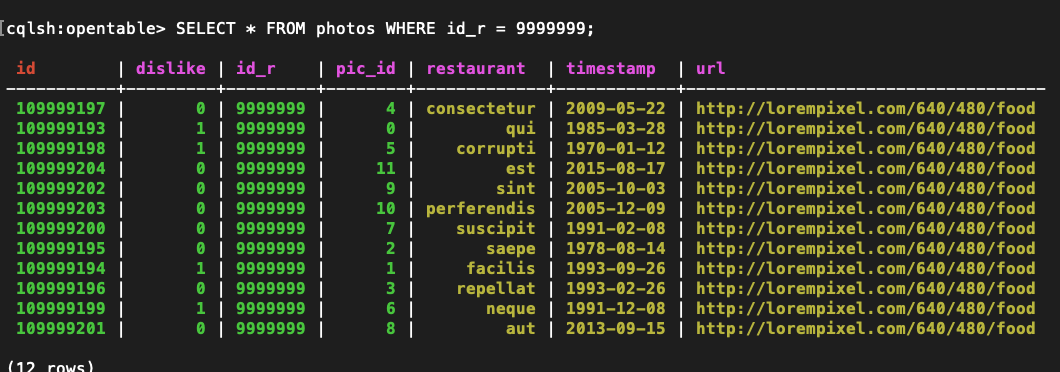 cqlsh:opentable> SELECT * FROM photos WHERE id_r = 9999999;
id | dislike | id_r | pic_id | restaurant | timestamp | url
-----------+---------+---------+--------+-------------+------------+------------------------------------
109999197 | 0 | 9999999 | 4 | consectetur | 2009-05-22 | http://lorempixel.com/640/480/food
109999193 | 1 | 9999999 | 0 | qui | 1985-03-28 | http://lorempixel.com/640/480/food
109999198 | 1 | 9999999 | 5 | corrupti | 1970-01-12 | http://lorempixel.com/640/480/food
109999204 | 0 | 9999999 | 11 | est | 2015-08-17 | http://lorempixel.com/640/480/food
109999202 | 0 | 9999999 | 9 | sint | 2005-10-03 | http://lorempixel.com/640/480/food
109999203 | 0 | 9999999 | 10 | perferendis | 2005-12-09 | http://lorempixel.com/640/480/food
109999200 | 0 | 9999999 | 7 | suscipit | 1991-02-08 | http://lorempixel.com/640/480/food
109999195 | 0 | 9999999 | 2 | saepe | 1978-08-14 | http://lorempixel.com/640/480/food
109999194 | 1 | 9999999 | 1 | facilis | 1993-09-26 | http://lorempixel.com/640/480/food
109999196 | 0 | 9999999 | 3 | repellat | 1993-02-26 | http://lorempixel.com/640/480/food
109999199 | 1 | 9999999 | 6 | neque | 1991-12-08 | http://lorempixel.com/640/480/food
109999201 | 0 | 9999999 | 8 | aut | 2013-09-15 | http://lorempixel.com/640/480/food
(12 rows)